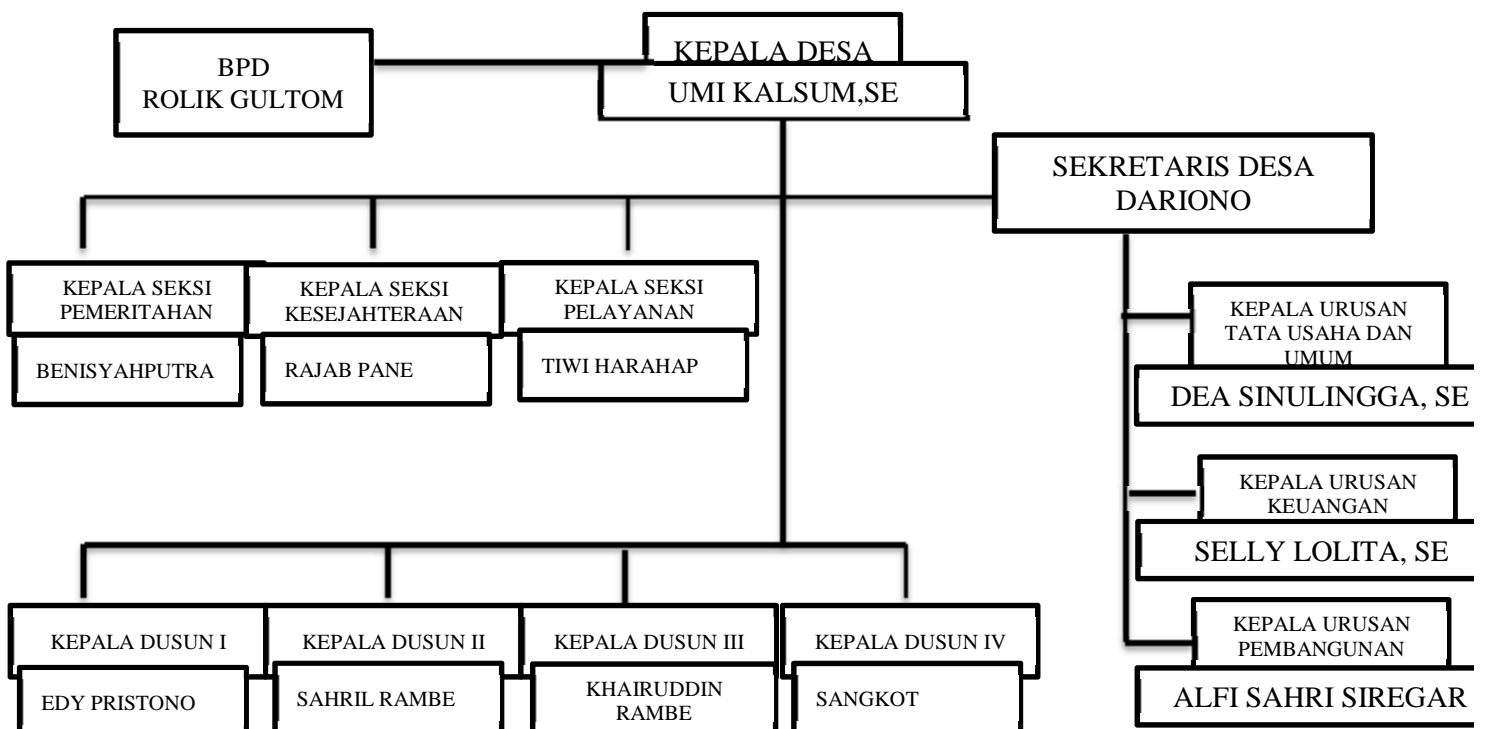 BPD
ROLIK GULTOM
KEPALA DESA
UMI KALSUM,SE
SEKRETARIS DESA
DARIONO
KEPALA SEKSI
PEMERITAHAN
BENISYAHPUTRA
KEPALA SEKSI
KESEJAHTERAAN
RAJAB PANE
KEPALA SEKSI
PELAYANAN
TIWI HARAHAP
KEPALA URUSAN
TATA USAHA DAN
UMUM
DEA SINULINGGA, SE
KEPALA URUSAN
KEUANGAN
SELLY LOLITA, SE
KEPALA URUSAN
PEMBANGUNAN
ALFI SAHRI SIREGAR
KEPALA DUSUN I
EDY PRISTONO
KEPALA DUSUN II
SAHRIL RAMBE
KEPALA DUSUN III
KHAIRUDDIN
RAMBE
KEPALA DUSUN IV
SANGKOT